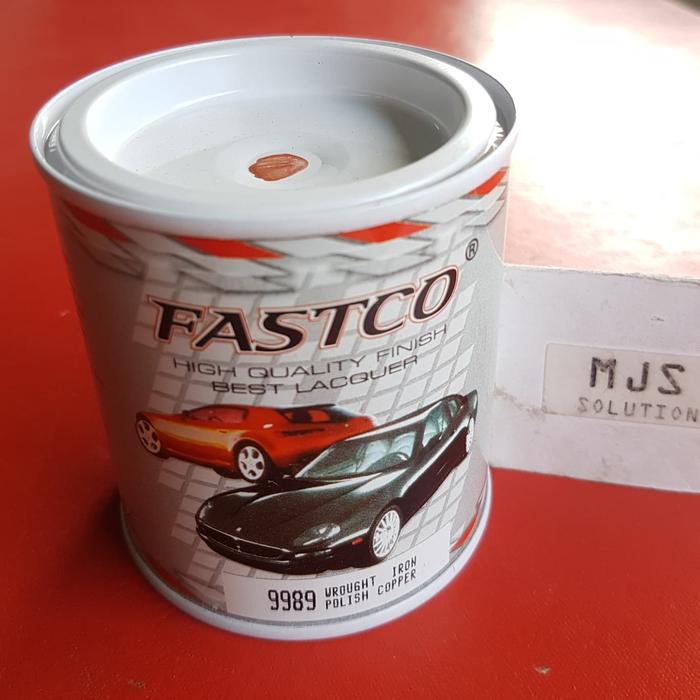 FASTCO ®
HIGH QUALITY FINISH
BEST LACQUER
9989 WROUGHT IRON
POLISH COPPER
MJS
SOLUTION